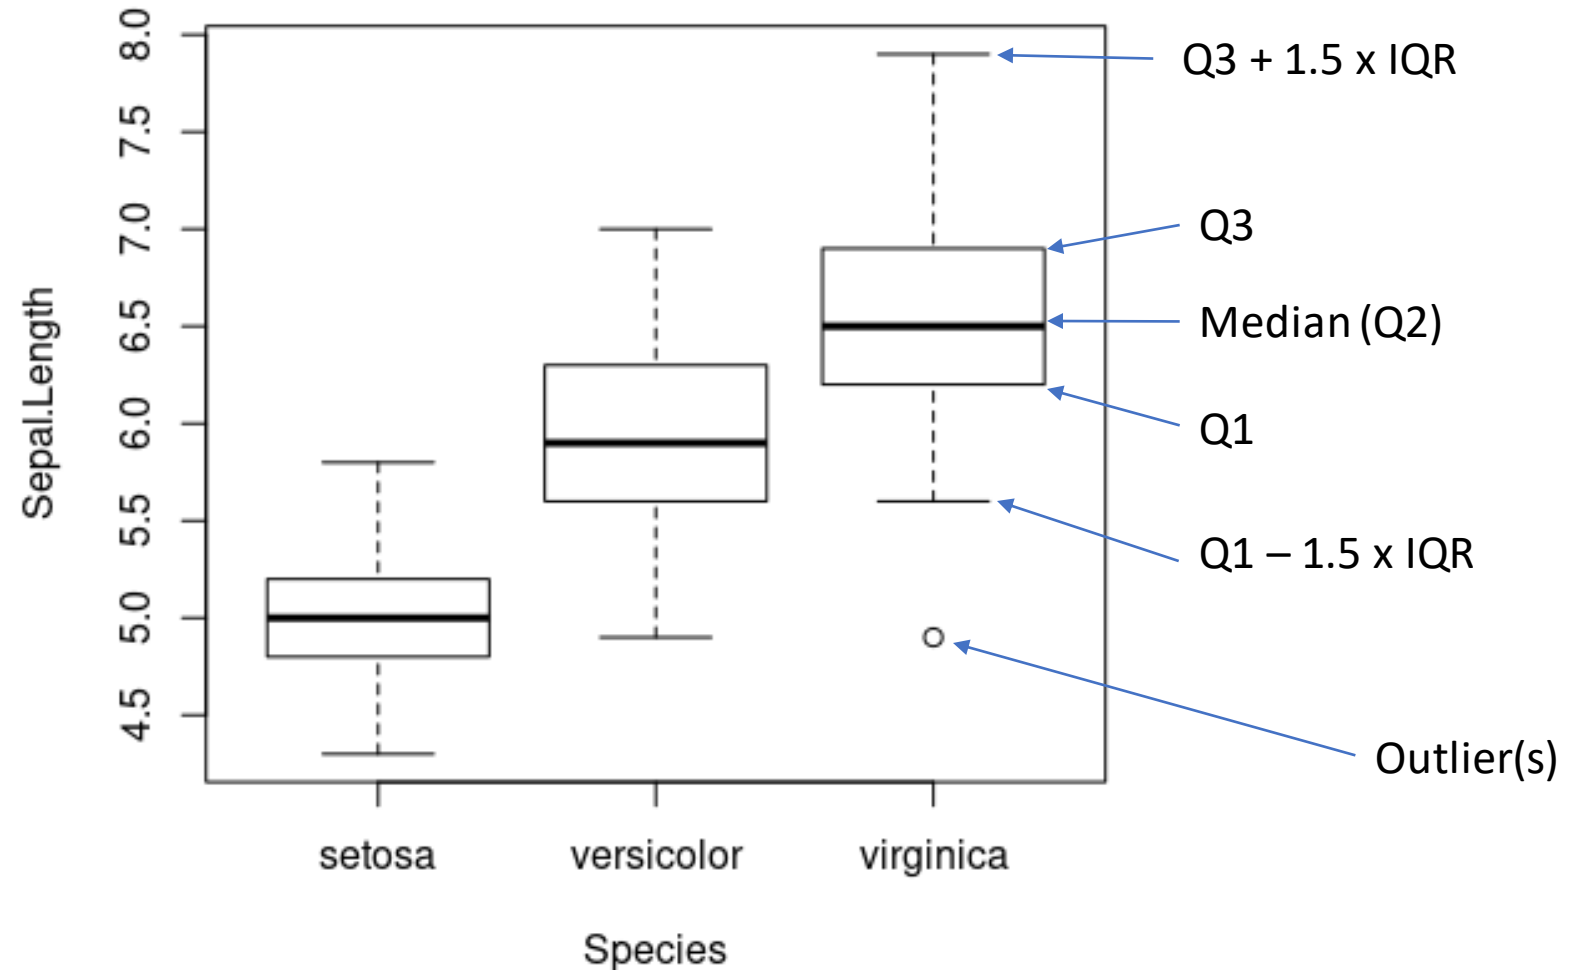 8.0
7.5
7.0
6.5
6.0
5.5
5.0
4.5
Sepal.Length
setosa
versicolor
virginica
Species
Q3 + 1.5 x IQR
Q3
Median (Q2)
Q1
Q1 – 1.5 x IQR
Outlier(s)